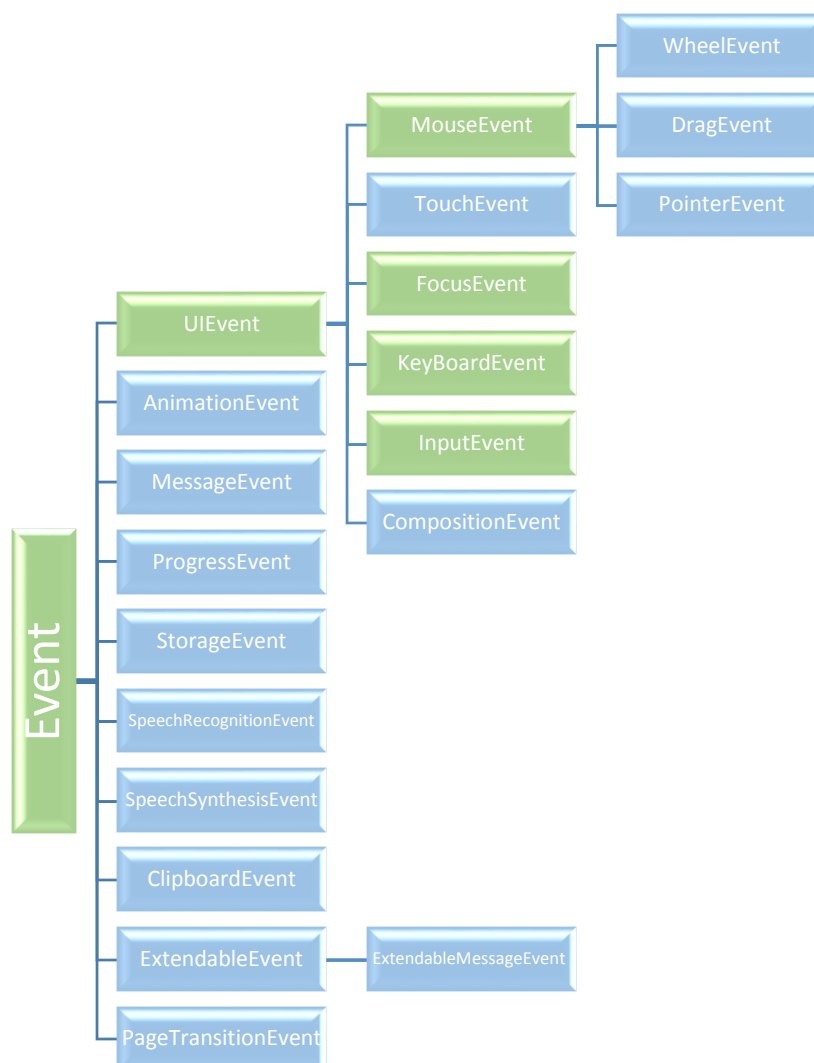 Event
UIEvent
MouseEvent
WheelEvent
DragEvent
PointerEvent
TouchEvent
FocusEvent
KeyBoardEvent
InputEvent
CompositionEvent
AnimationEvent
MessageEvent
ProgressEvent
StorageEvent
SpeechRecognitionEvent
SpeechSynthesisEvent
ClipboardEvent
ExtendableEvent
ExtendableMessageEvent
PageTransitionEvent